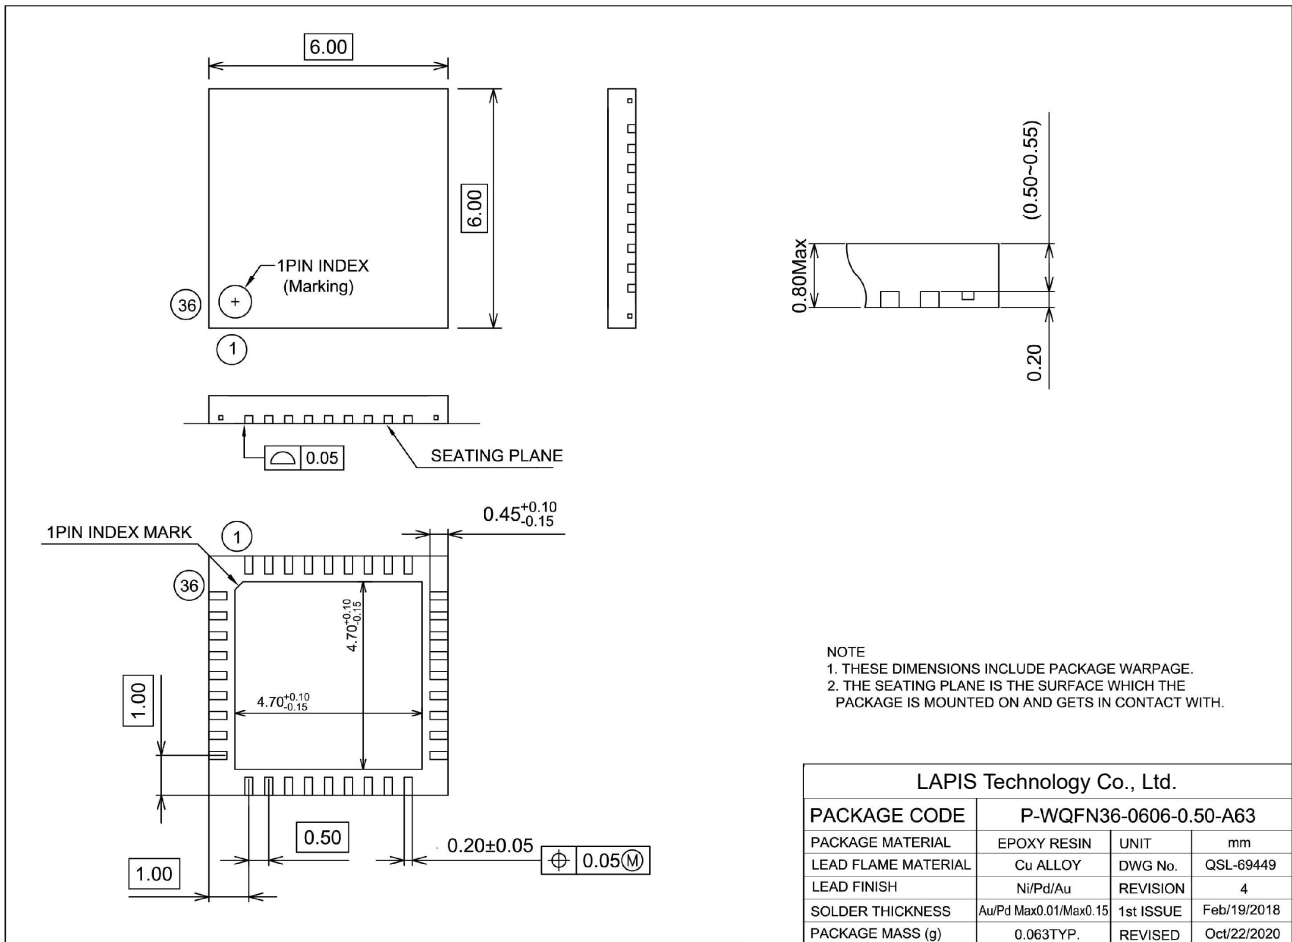 6.00
6.00
1PIN INDEX
(Marking)
36
1
(0.50~0.55)
0.80Max
0.20
0.05
SEATING PLANE
1PIN INDEX MARK
1
36
0.45+0.10
-0.15
4.70+0.10
-0.15
4.70+0.10
-0.15
1.00
0.50
0.20±0.05
0.05Ⓜ
1.00
NOTE
1. THESE DIMENSIONS INCLUDE PACKAGE WARPAGE.
2. THE SEATING PLANE IS THE SURFACE WHICH THE
PACKAGE IS MOUNTED ON AND GETS IN CONTACT WITH.
LAPIS Technology Co., Ltd.
PACKAGE CODE P-WQFN36-0606-0.50-A63
PACKAGE MATERIAL EPOXY RESIN UNIT mm
LEAD FLAME MATERIAL Cu ALLOY DWG No. QSL-69449
LEAD FINISH Ni/Pd/Au REVISION 4
SOLDER THICKNESS Au/Pd Max0.01/Max0.15 1st ISSUE Feb/19/2018
PACKAGE MASS (g) 0.063TYP. REVISED Oct/22/2020